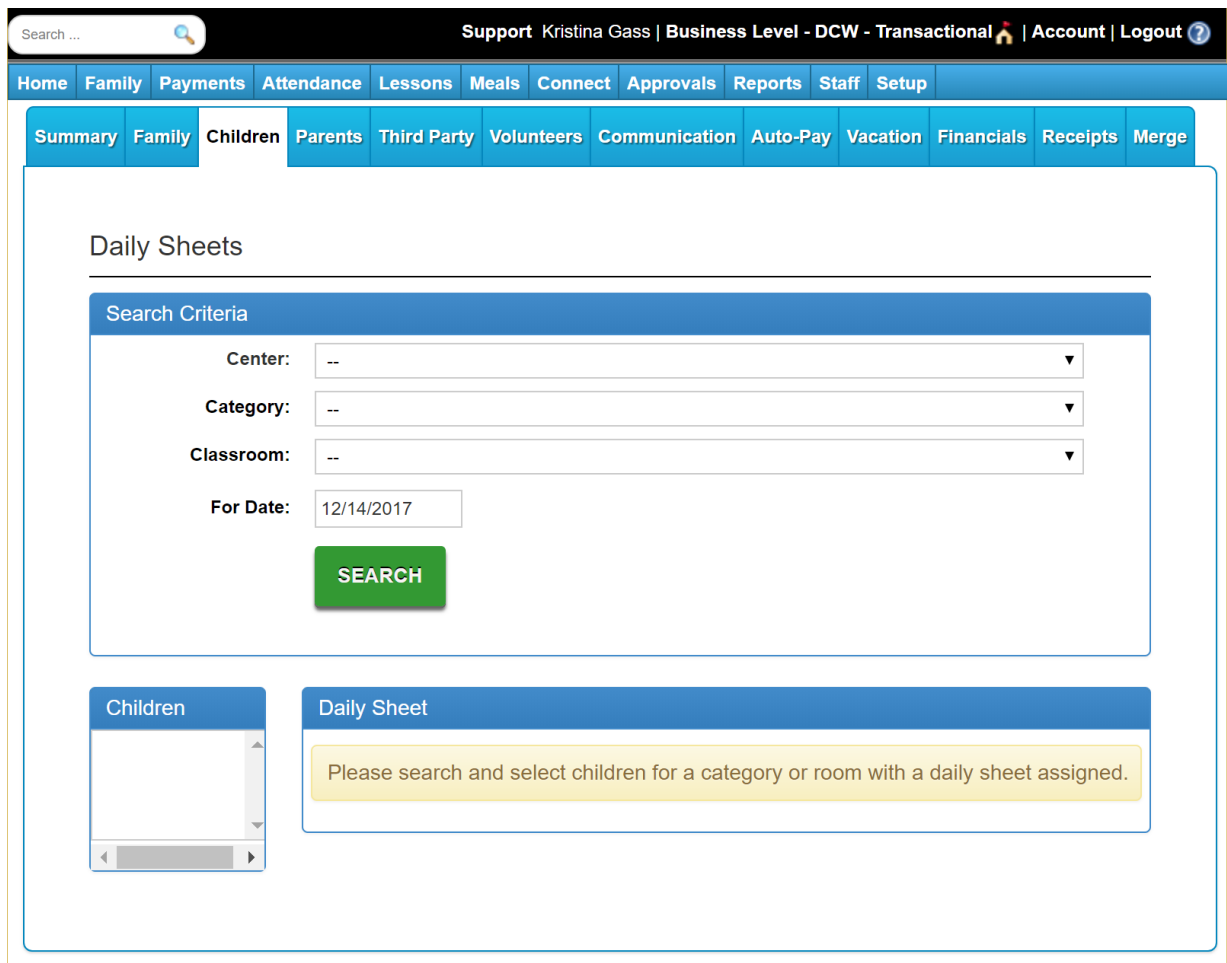 Search ...
Support Kristina Gass | Business Level - DCW - Transactional | Account | Logout ?
Home Family Payments Attendance Lessons Meals Connect Approvals Reports Staff Setup
Summary Family Children Parents Third Party Volunteers Communication Auto-Pay Vacation Financials Receipts Merge
Daily Sheets
Search Criteria
Center: --
Category: --
Classroom: --
For Date: 12/14/2017
SEARCH
Children
Daily Sheet
Please search and select children for a category or room with a daily sheet assigned.